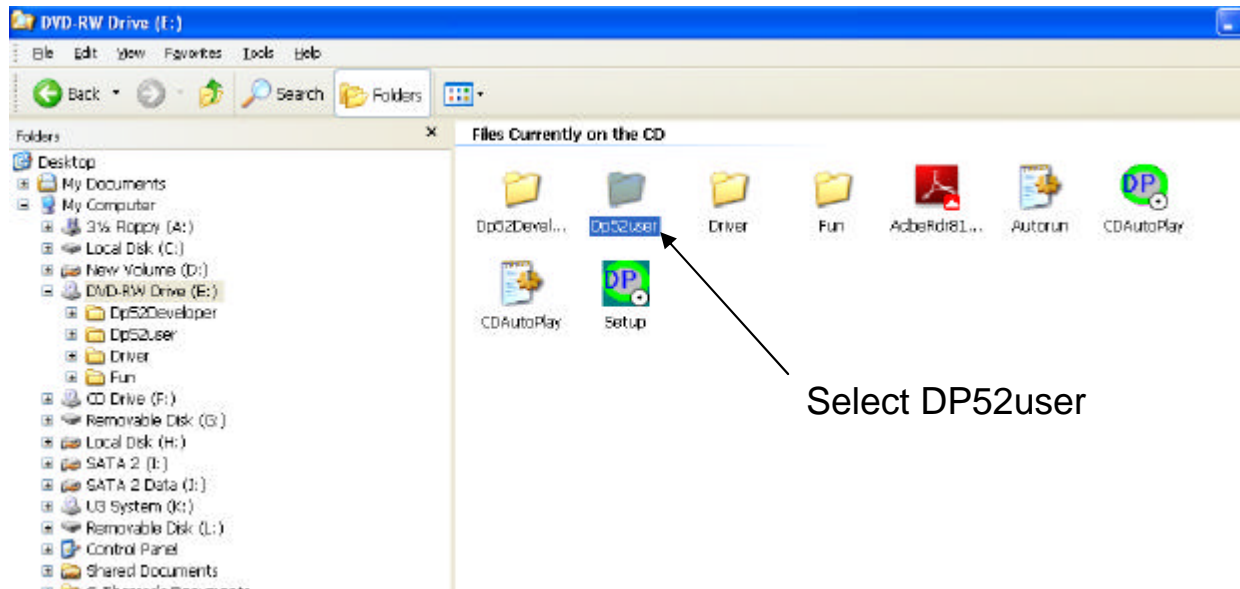 DVD-RW Drive (E:)
File Edit View Favorites Tools Help
Back Search Folders
Folders × Files Currently on the CD
Desktop
My Documents
My Computer
3½ Floppy (A:)
Local Disk (C:)
New Volume (D:)
DVD-RW Drive (E:)
Dp52Developer
Dp52user
Driver
Fun
CD Drive (F:)
Removable Disk (G:)
Local Disk (H:)
SATA 2 (I:)
SATA 2 Data (J:)
U3 System (K:)
Removable Disk (L:)
Control Panel
Shared Documents
Dp52Devel... Dp52user Driver Fun AcbeRdr81... Autorun DP CDAutoPlay
CDAutoPlay DP Setup
Select DP52user